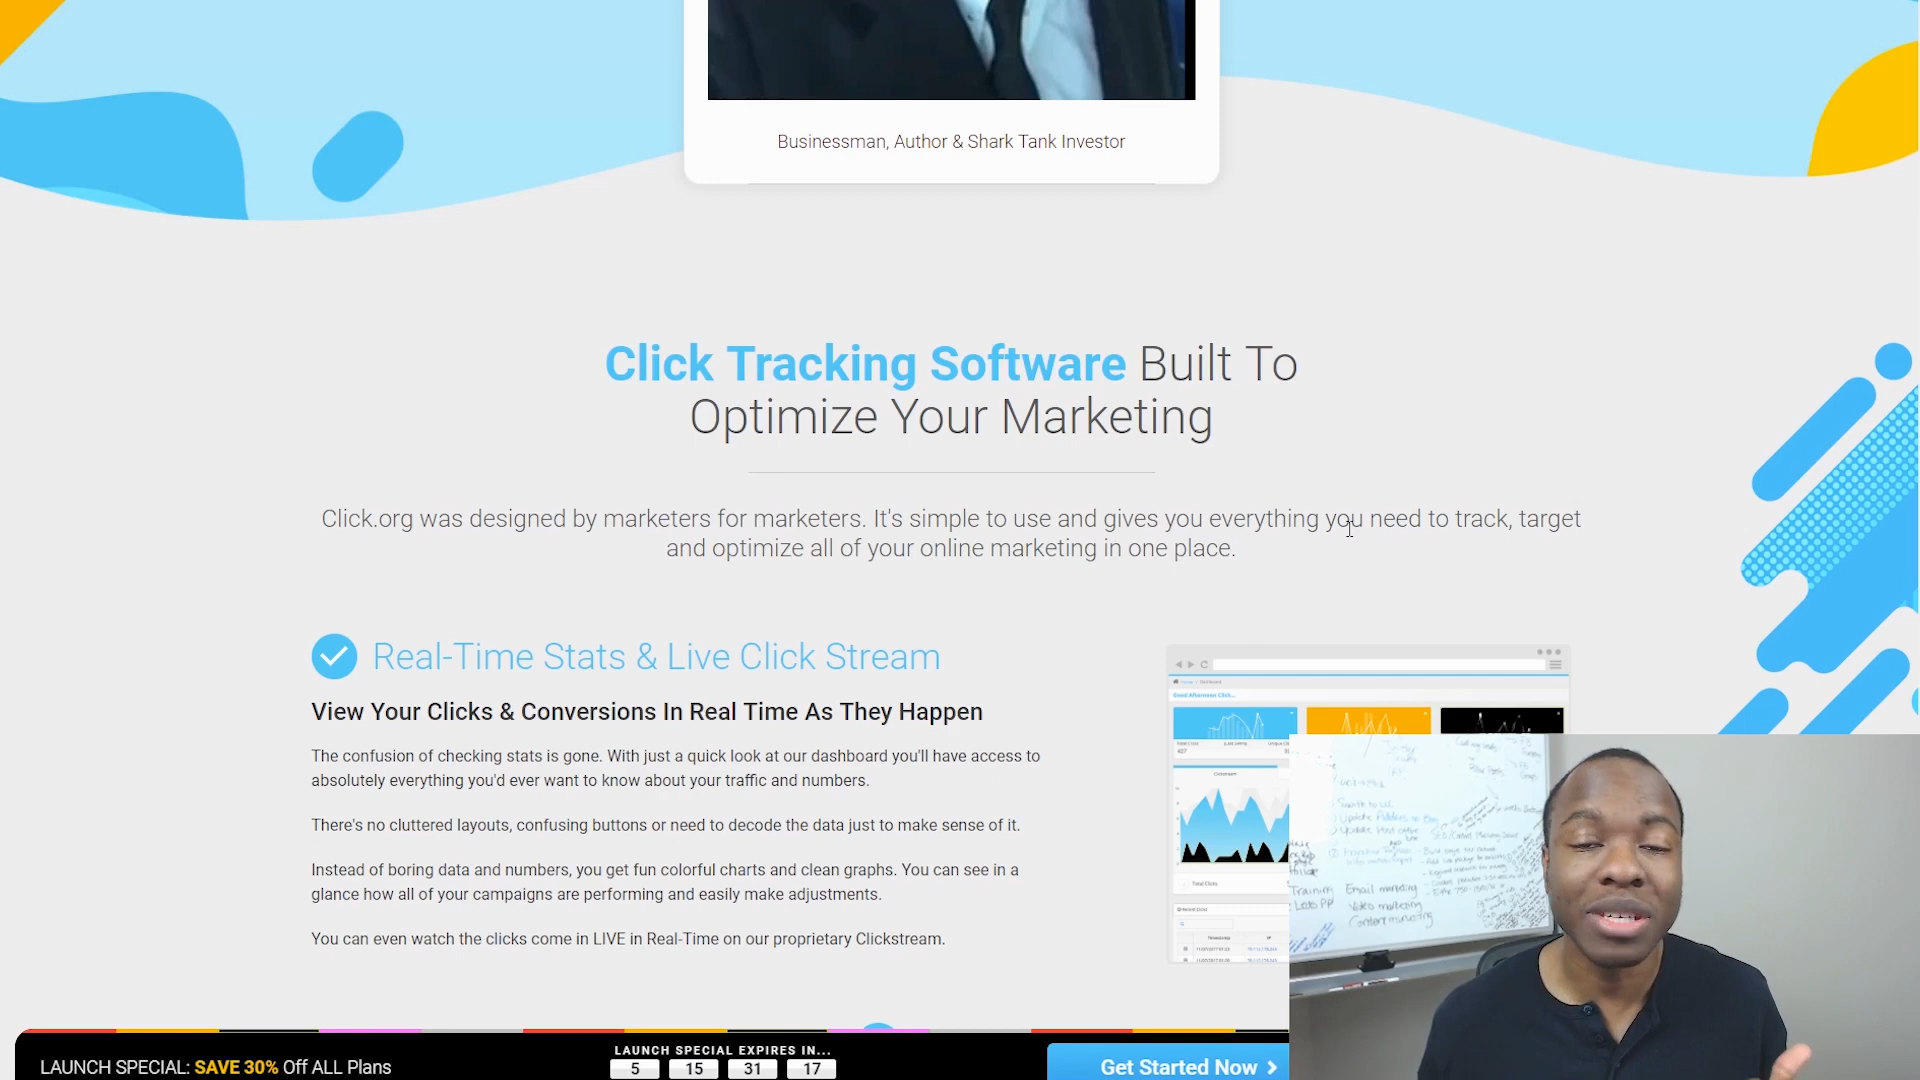 Businessman, Author & Shark Tank Investor
Click Tracking Software Built To
Optimize Your Marketing
Click.org was designed by marketers for marketers. It's simple to use and gives you everything you need to track, target
and optimize all of your online marketing in one place.
Real-Time Stats & Live Click Stream
View Your Clicks & Conversions In Real Time As They Happen
The confusion of checking stats is gone. With just a quick look at our dashboard you'll have access to
absolutely everything you'd ever want to know about your traffic and numbers.
There's no cluttered layouts, confusing buttons or need to decode the data just to make sense of it.
Instead of boring data and numbers, you get fun colorful charts and clean graphs. You can see in a
glance how all of your campaigns are performing and easily make adjustments.
You can even watch the clicks come in LIVE in Real-Time on our proprietary Clickstream.
Good Afternoon Click...
Total Clicks
Training
Email marketing
Video marketing
Content marketing
LAUNCH SPECIAL: SAVE 30% Off ALL Plans
LAUNCH SPECIAL EXPIRES IN...
5 15 31 17
Get Started Now